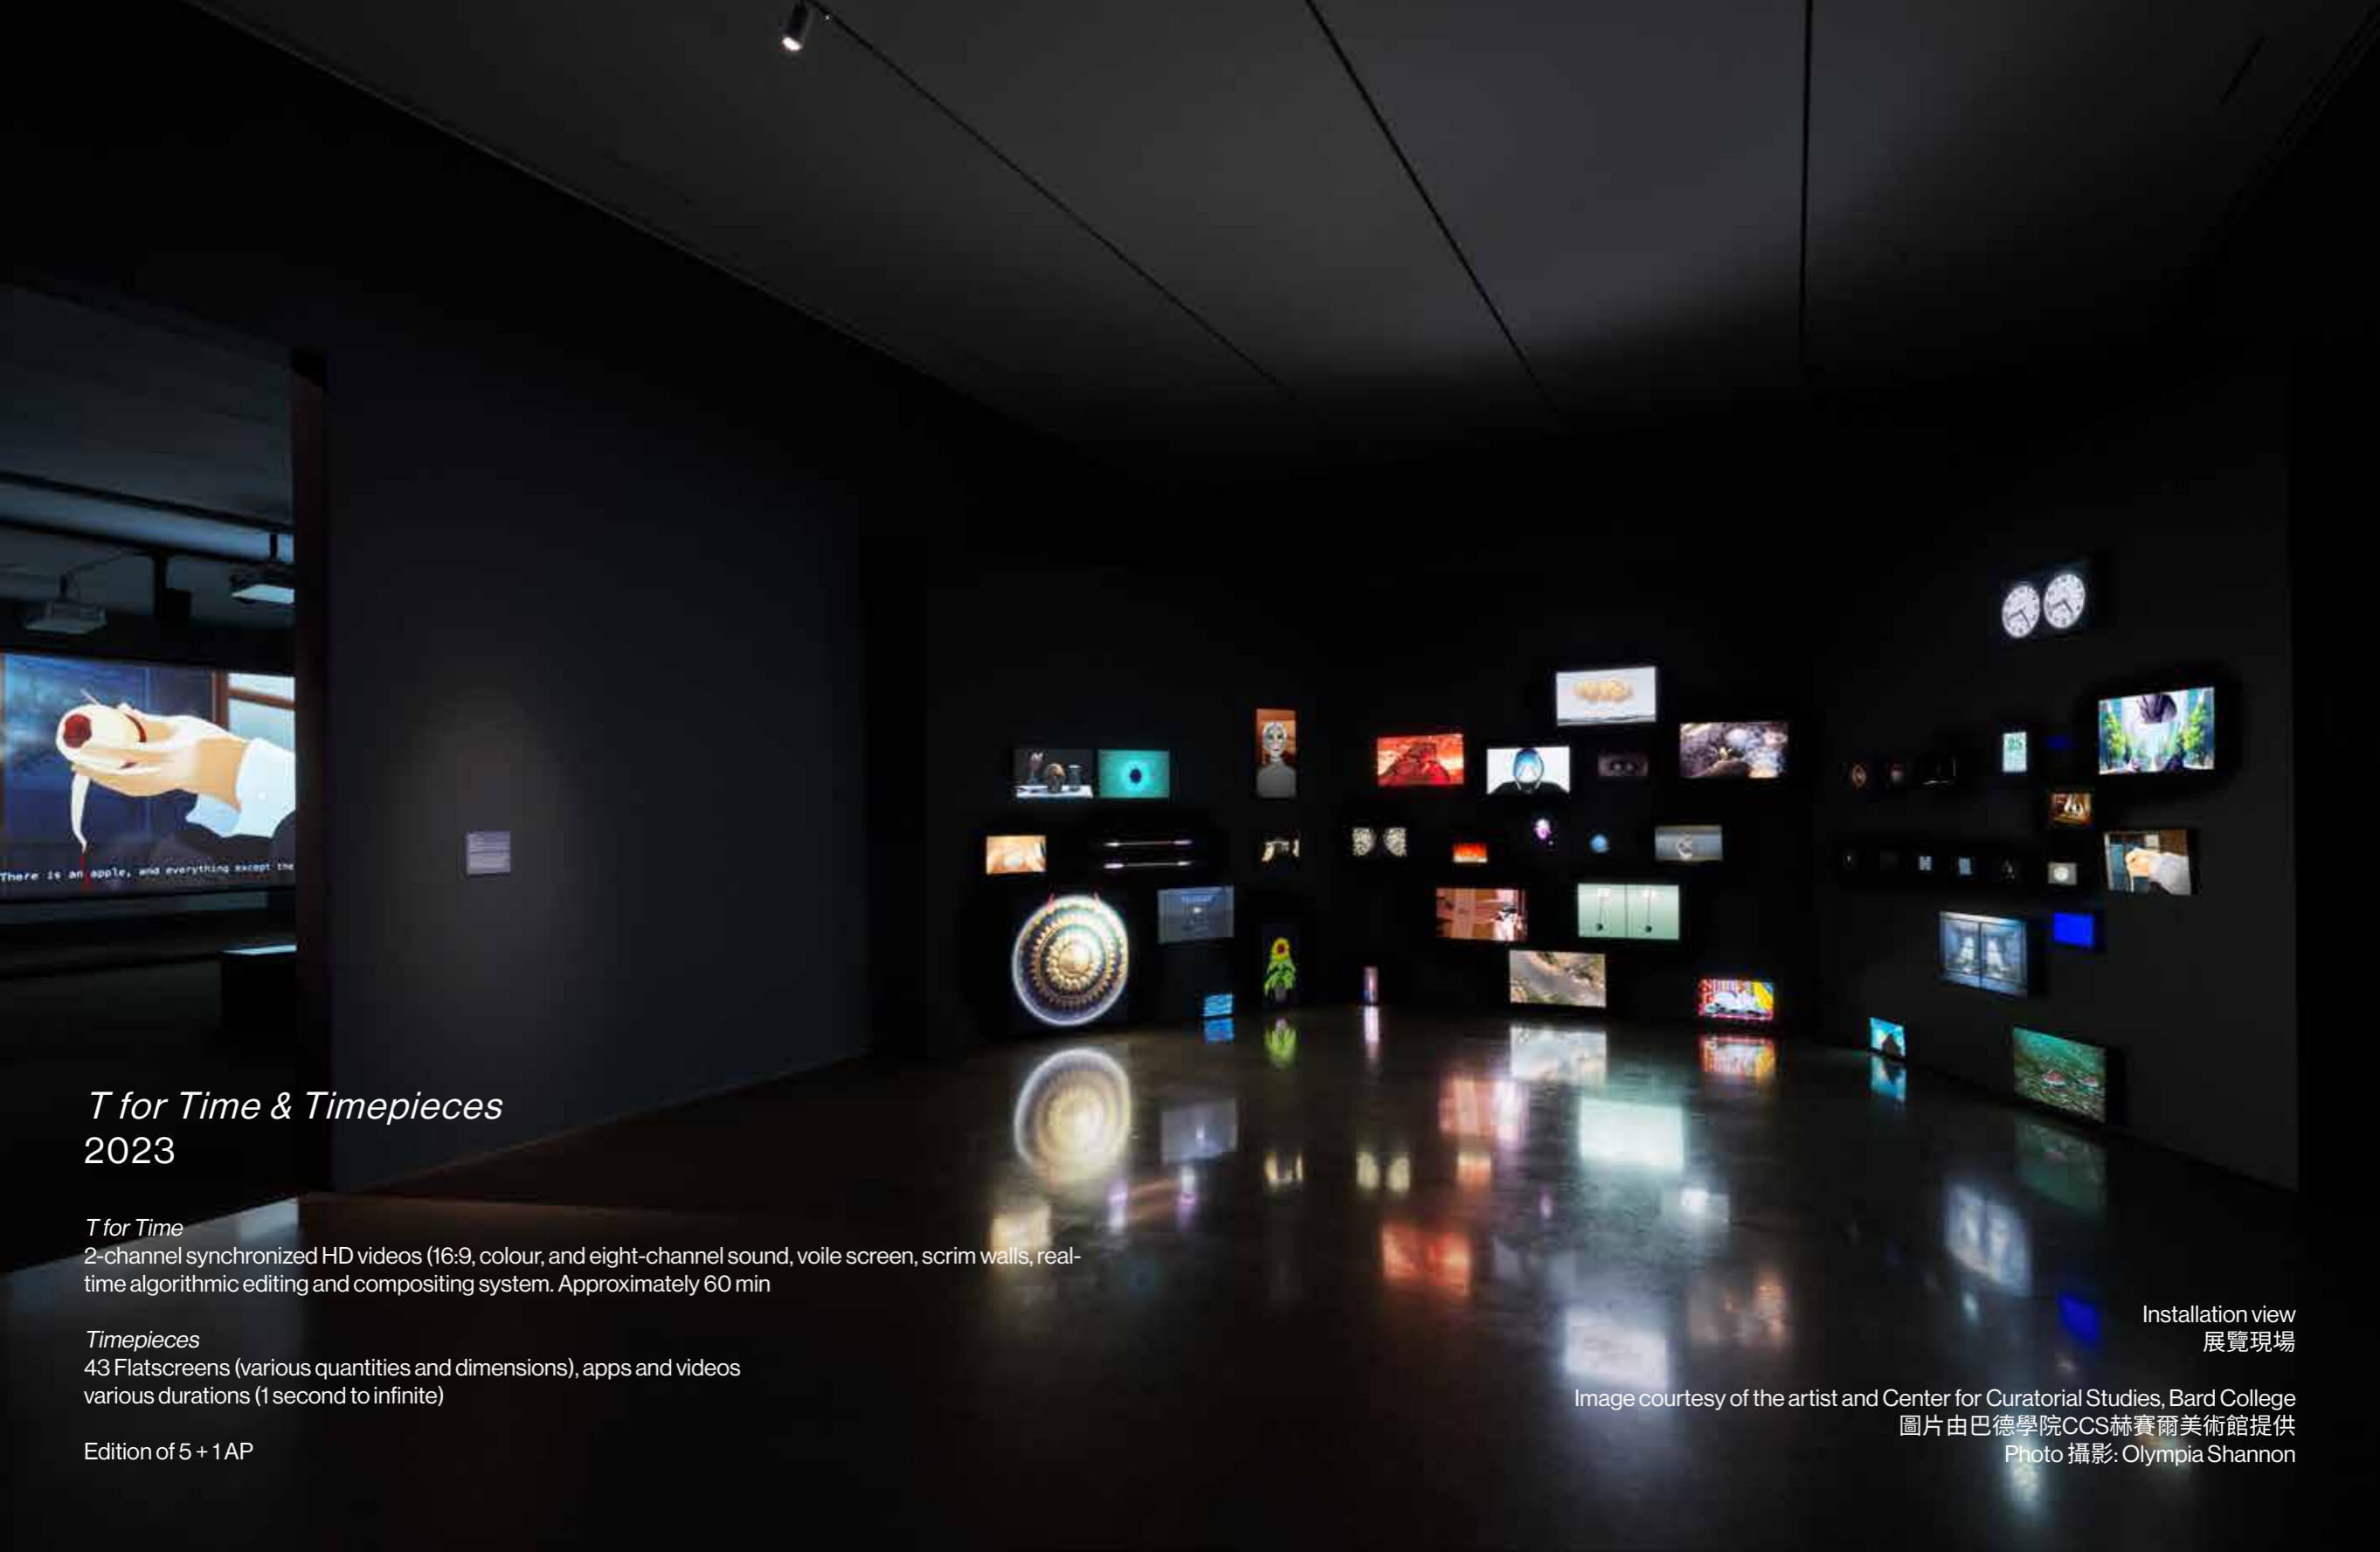 There is an apple, and everything except the
25
T for Time & Timepieces
2023
T for Time
2-channel synchronized HD videos (16:9, colour, and eight-channel sound, voile screen, scrim walls, real-
time algorithmic editing and compositing system. Approximately 60 min
Timepieces
43 Flatscreens (various quantities and dimensions), apps and videos
various durations (1 second to infinite)
Edition of 5 + 1 AP
Installation view
展覽現場
Image courtesy of the artist and Center for Curatorial Studies, Bard College
圖片由巴德學院CCS赫賽爾美術館提供
Photo 攝影: Olympia Shannon